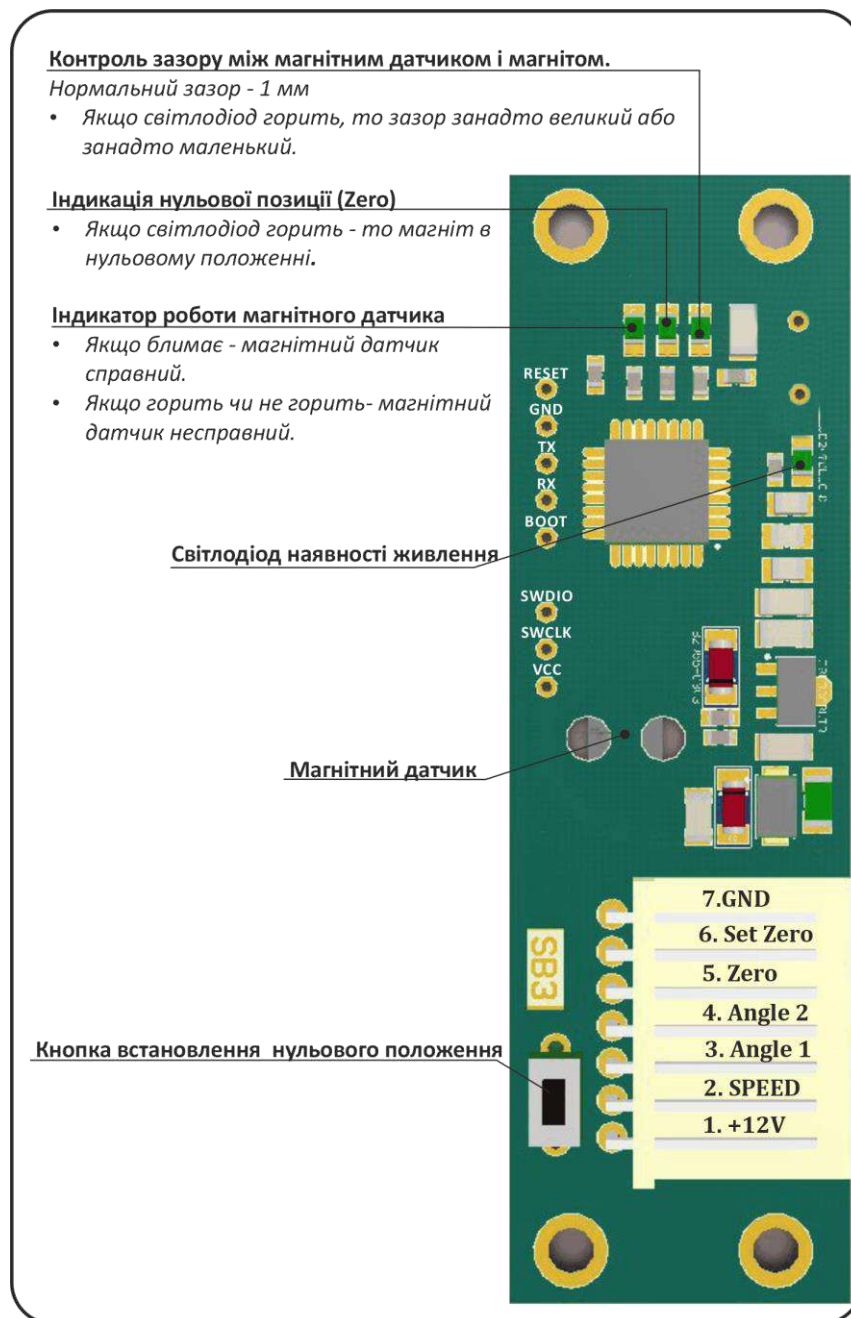 Контроль зазору між магнітним датчиком і магнітом.
Нормальний зазор - 1 мм
• Якщо світлодіод горить, то зазор занадто великий або
занадто маленький.
Індикація нульової позиції (Zero)
• Якщо світлодіод горить - то магніт в
нульовому положенні.
Індикатор роботи магнітного датчика
• Якщо блимає - магнітний датчик
справний.
• Якщо горить чи не горить- магнітний
датчик несправний.
RESET
GND
TX
RX
BOOT
Світлодіод наявності живлення
SWDIO
SWCLK
VCC
Магнітний датчик
7.GND
6. Set Zero
5. Zero
4. Angle 2
3. Angle 1
2. SPEED
1. +12V
SB3
Кнопка встановлення нульового положення